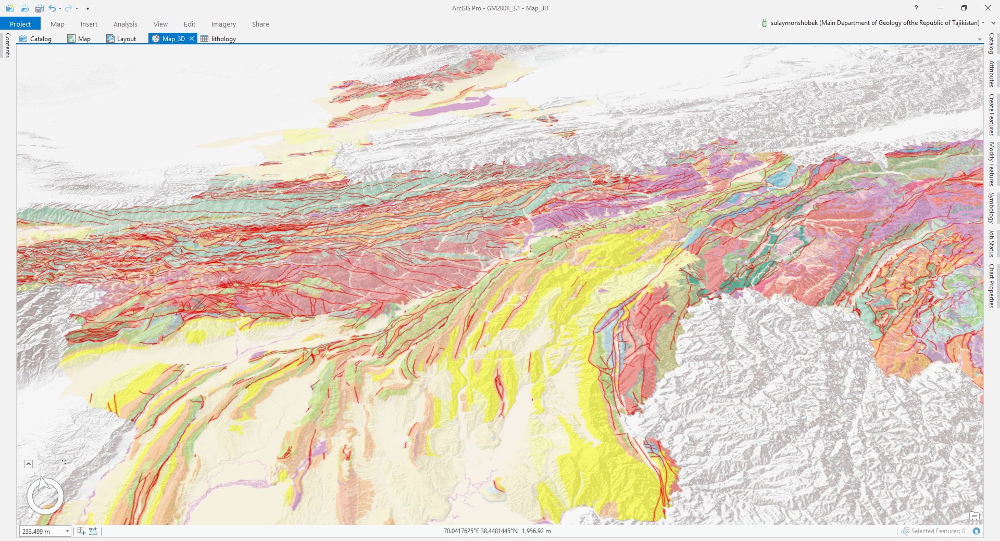 ArcGIS Pro - GM200K_3.1 - Map_3D
?
Project Map Insert Analysis View Edit Imagery Share
sulaymonshobek (Main Department of Geology ofthe Republic of Tajikistan)
Catalog Map Layout Map_3D lithology
Contents
Catalog
Attributes
Create Features
Modify Features
Symbology
Job Status
Chart Properties
233,499 m
70.0417625°E 38.4481445°N 1,956.92 m
Selected Features: 0